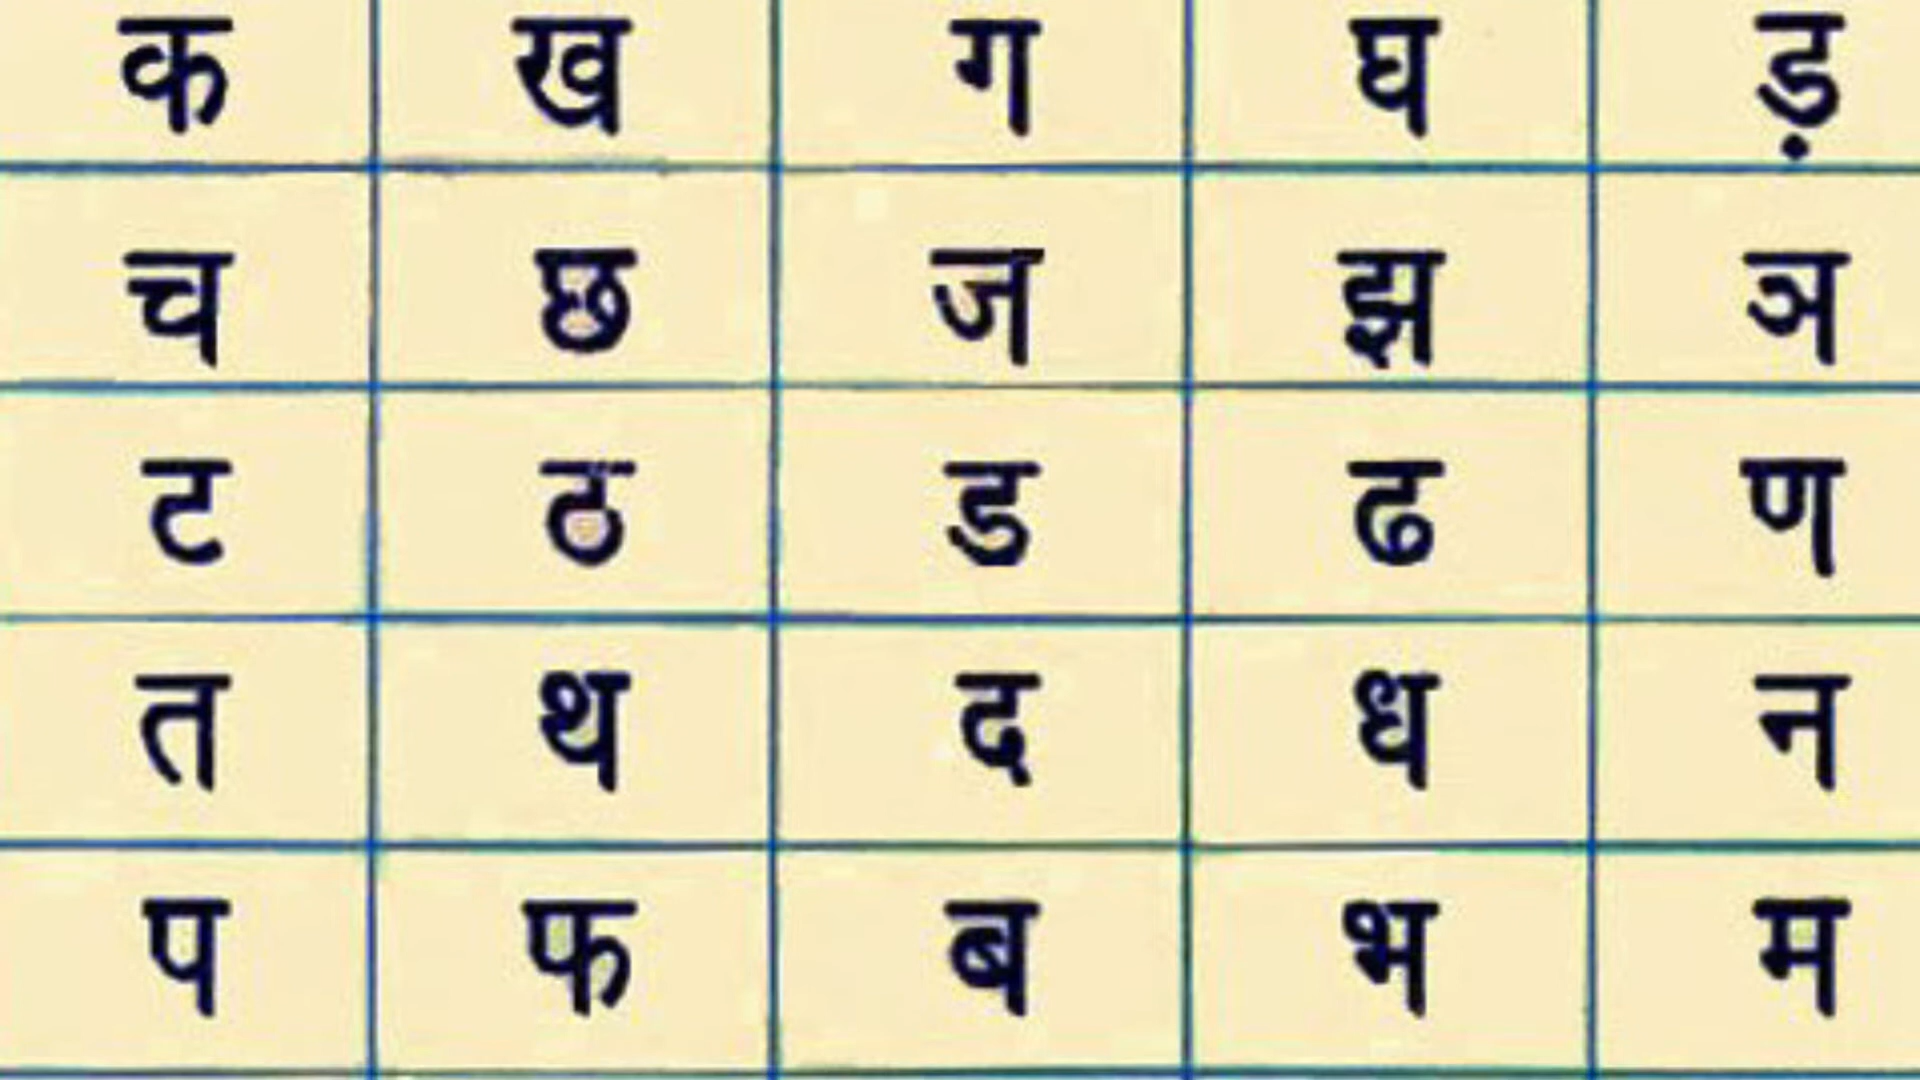 क ख ग घ ड़
च छ ज झ ञ
ट ठ ड ढ ण
त थ द ध न
प फ ब भ म